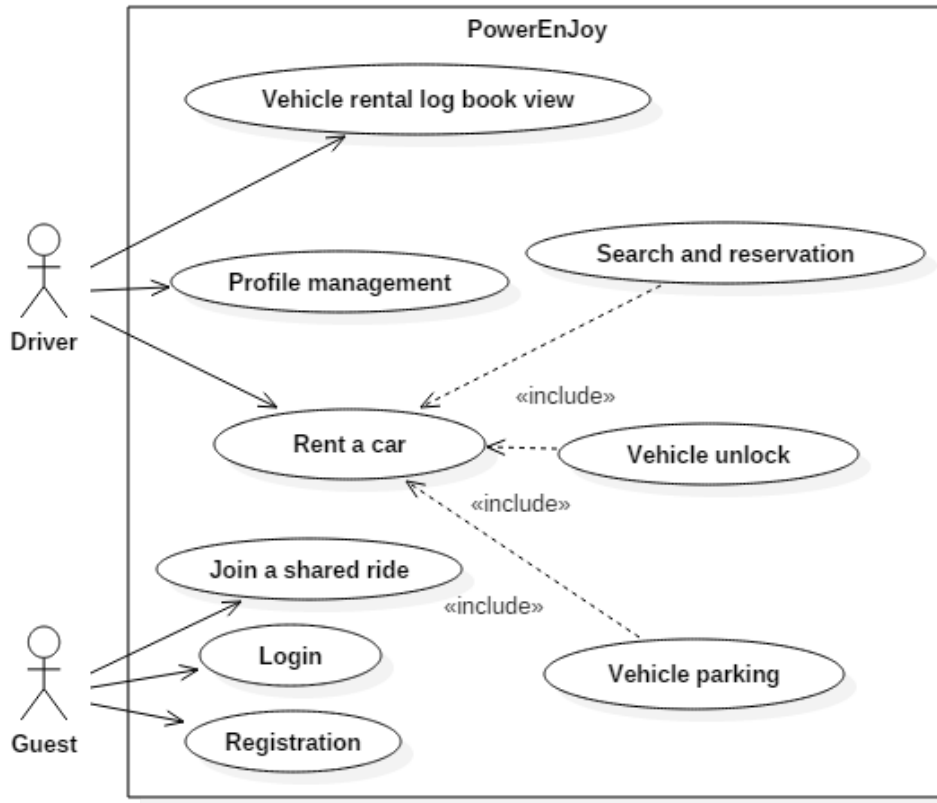 PowerEnJoy
Vehicle rental log book view
Search and reservation
Profile management
Driver
«include»
Rent a car
Vehicle unlock
«include»
Join a shared ride
«include»
Login
Vehicle parking
Guest
Registration